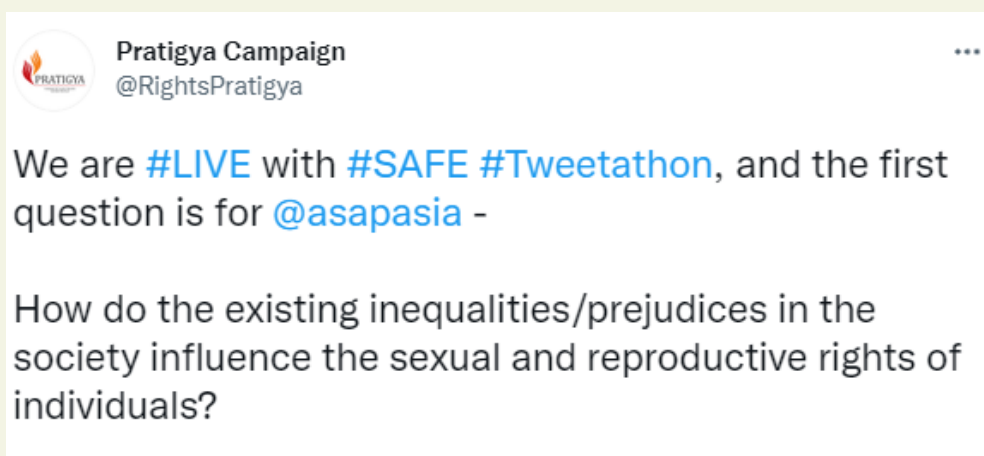 Pratigya Campaign
@RightsPratigya
PRATIGYA
We are #LIVE with #SAFE #Tweetathon, and the first
question is for @asapasia -
How do the existing inequalities/prejudices in the
society influence the sexual and reproductive rights of
individuals?